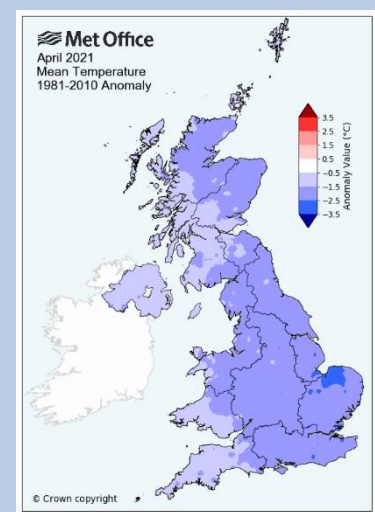 Met Office
April 2021
Mean Temperature
1981-2010 Anomaly
3.5
2.5
1.5
0.5
−0.5
−1.5
−2.5
−3.5
Anomaly Value (°C)
© Crown copyright